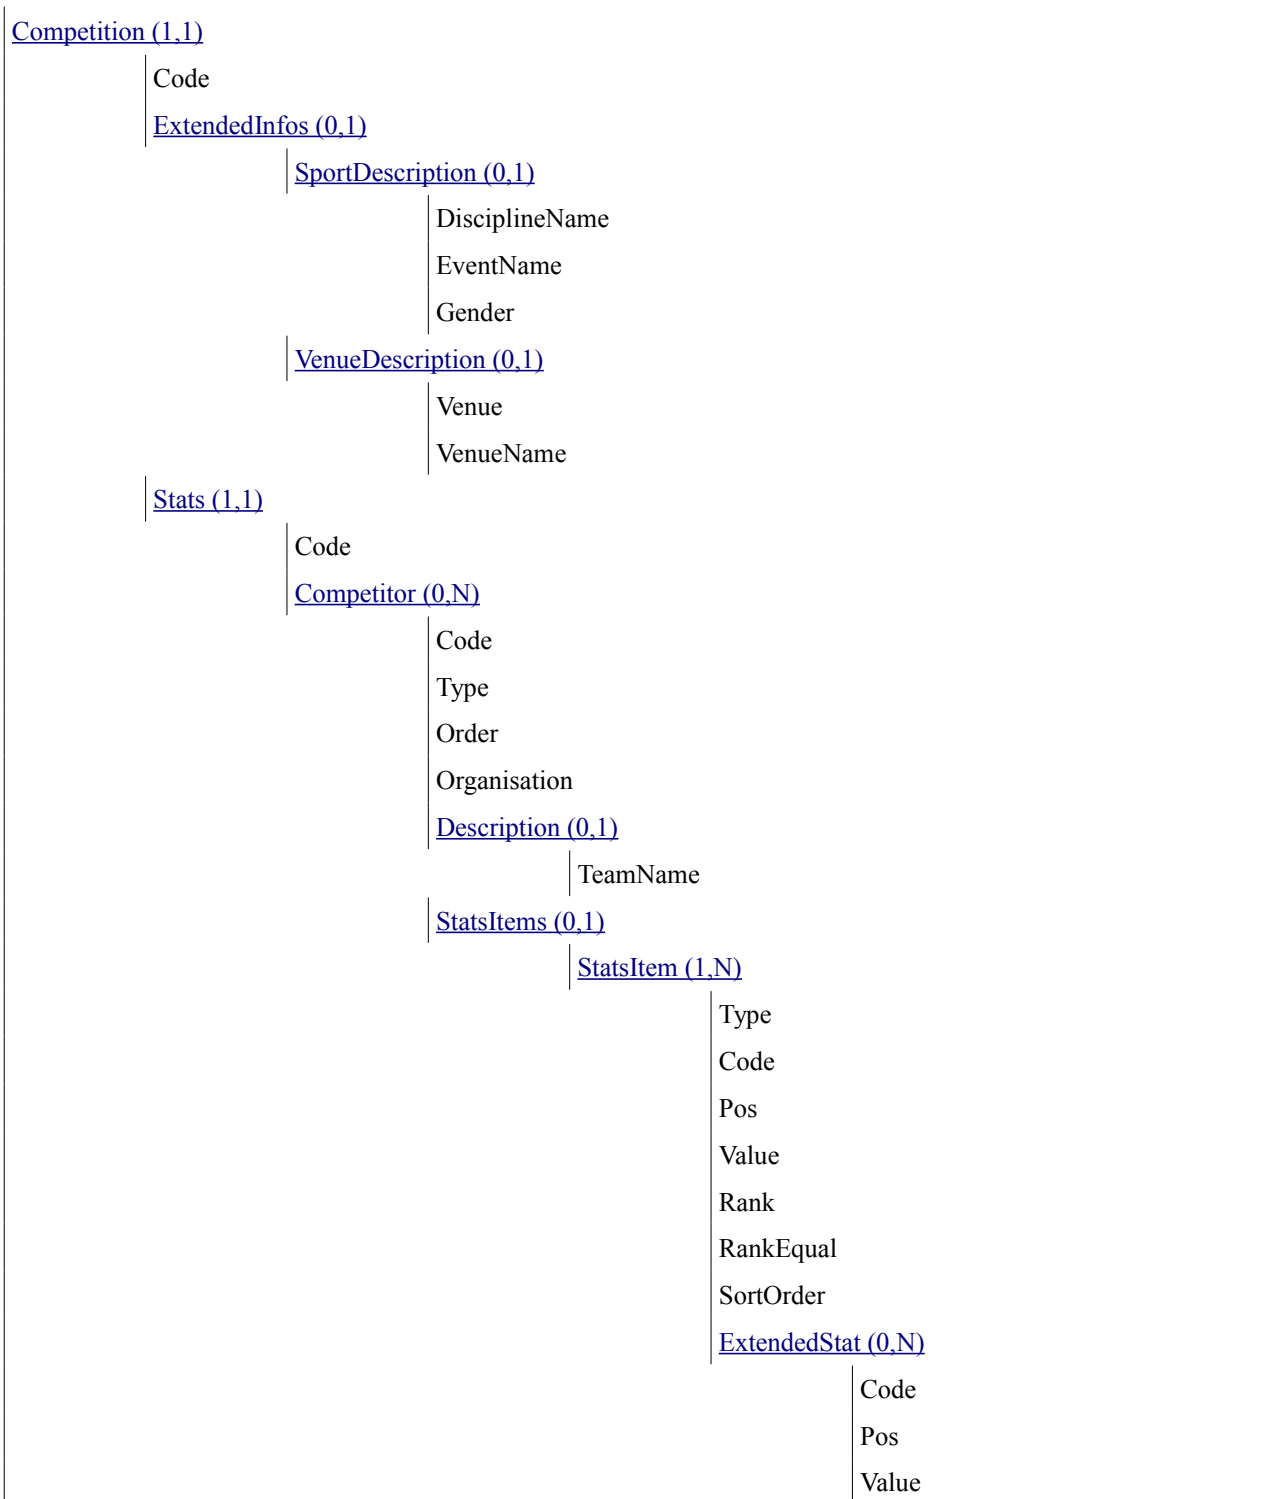 Competition (1,1)
Code
ExtendedInfos (0,1)
SportDescription (0,1)
DisciplineName
EventName
Gender
VenueDescription (0,1)
Venue
VenueName
Stats (1,1)
Code
Competitor (0,N)
Code
Type
Order
Organisation
Description (0,1)
TeamName
StatsItems (0,1)
StatsItem (1,N)
Type
Code
Pos
Value
Rank
RankEqual
SortOrder
ExtendedStat (0,N)
Code
Pos
Value